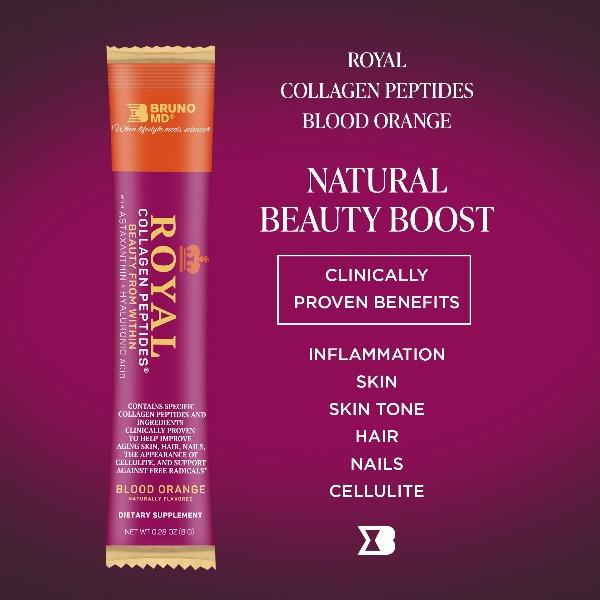 BRUNO
MD®
When lifestyle meets science®
ROYAL
COLLAGEN PEPTIDES®
BEAUTY FROM WITHIN
WITH ASTAXANTHIN & HYALURONIC ACID
CONTAINS SPECIFIC
COLLAGEN PEPTIDES AND
INGREDIENTS
CLINICALLY PROVEN
TO HELP IMPROVE
AGING SKIN, HAIR, NAILS,
THE APPEARANCE OF
CELLULITE, AND SUPPORT
AGAINST FREE RADICALS*
BLOOD ORANGE
NATURALLY FLAVORED
DIETARY SUPPLEMENT
NET WT 0.28 OZ (8 G)
ROYAL
COLLAGEN PEPTIDES
BLOOD ORANGE
NATURAL
BEAUTY BOOST
CLINICALLY
PROVEN BENEFITS
INFLAMMATION
SKIN
SKIN TONE
HAIR
NAILS
CELLULITE